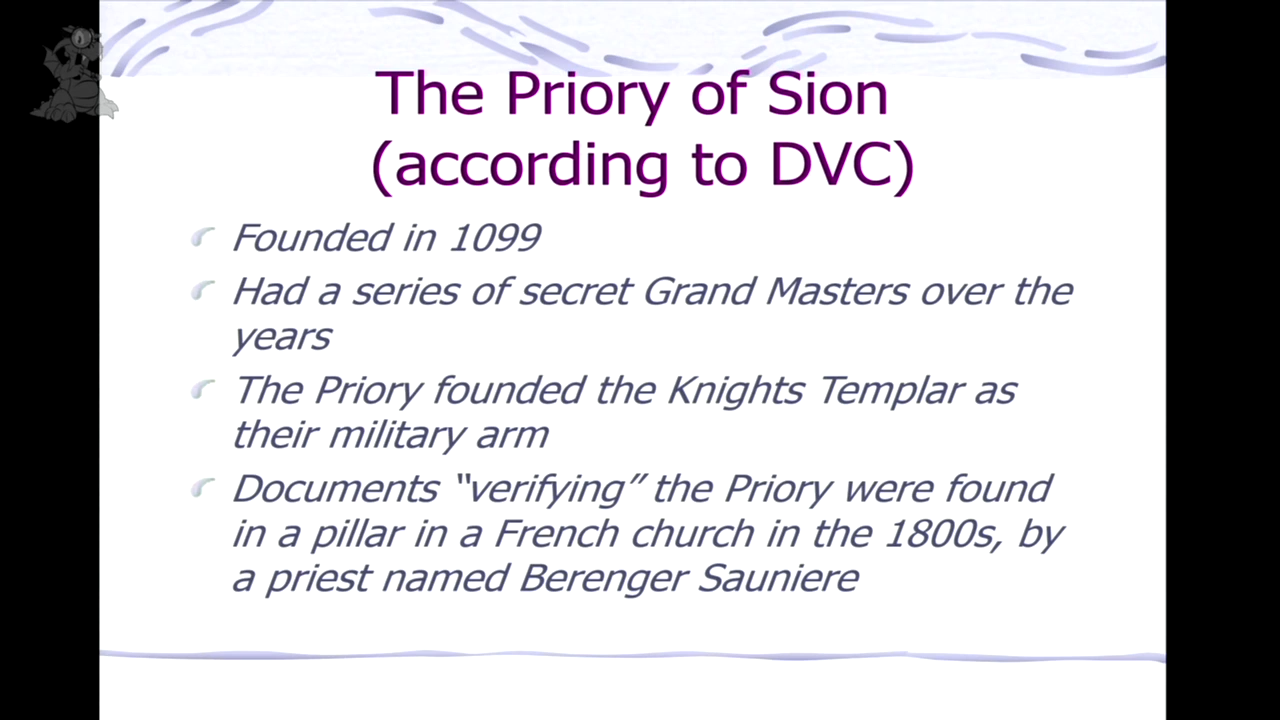 The Priory of Sion
(according to DVC)
Founded in 1099
Had a series of secret Grand Masters over the
years
The Priory founded the Knights Templar as
their military arm
Documents “verifying” the Priory were found
in a pillar in a French church in the 1800s, by
a priest named Berenger Sauniere